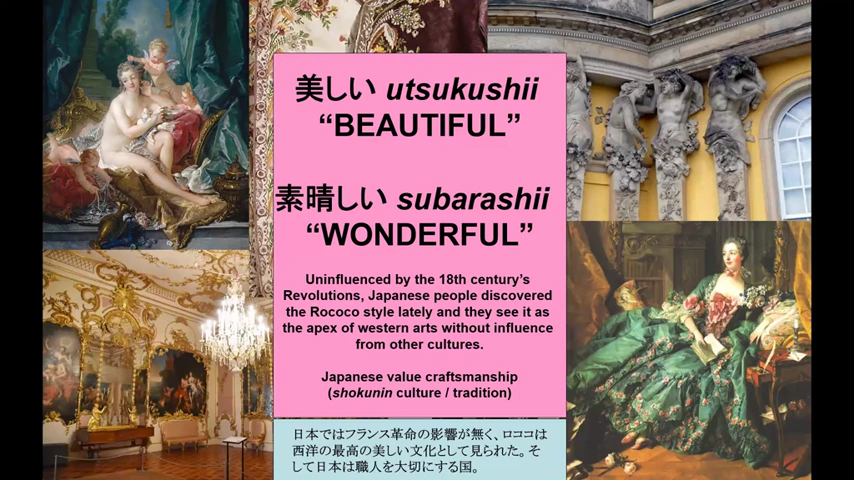 美しい utsukushii
“BEAUTIFUL”
素晴しい subarashii
“WONDERFUL”
Uninfluenced by the 18th century’s
Revolutions, Japanese people discovered
the Rococo style lately and they see it as
the apex of western arts without influence
from other cultures.
Japanese value craftsmanship
(shokunin culture / tradition)
日本ではフランス革命の影響が無く、ロココは
西洋の最高の美しい文化として見られた。そ
して日本は職人を大切にする国。